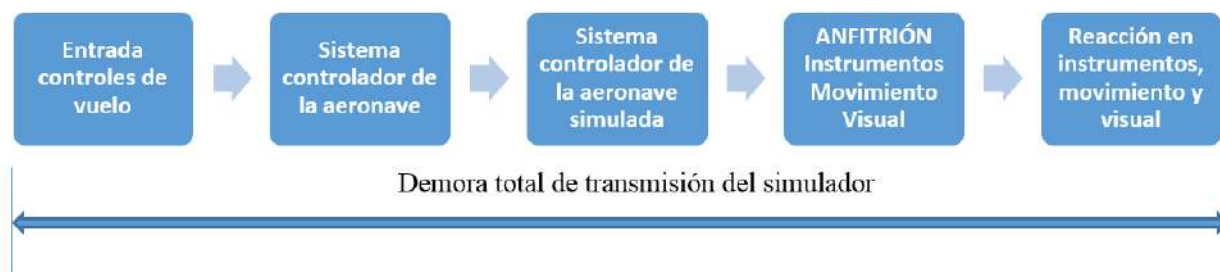 Entrada
controles de
vuelo
Sistema
controlador de
la aeronave
Sistema
controlador de
la aeronave
simulada
ANFITRIÓN
Instrumentos
Movimiento
Visual
Reacción en
instrumentos,
movimiento y
visual
Demora total de transmisión del simulador